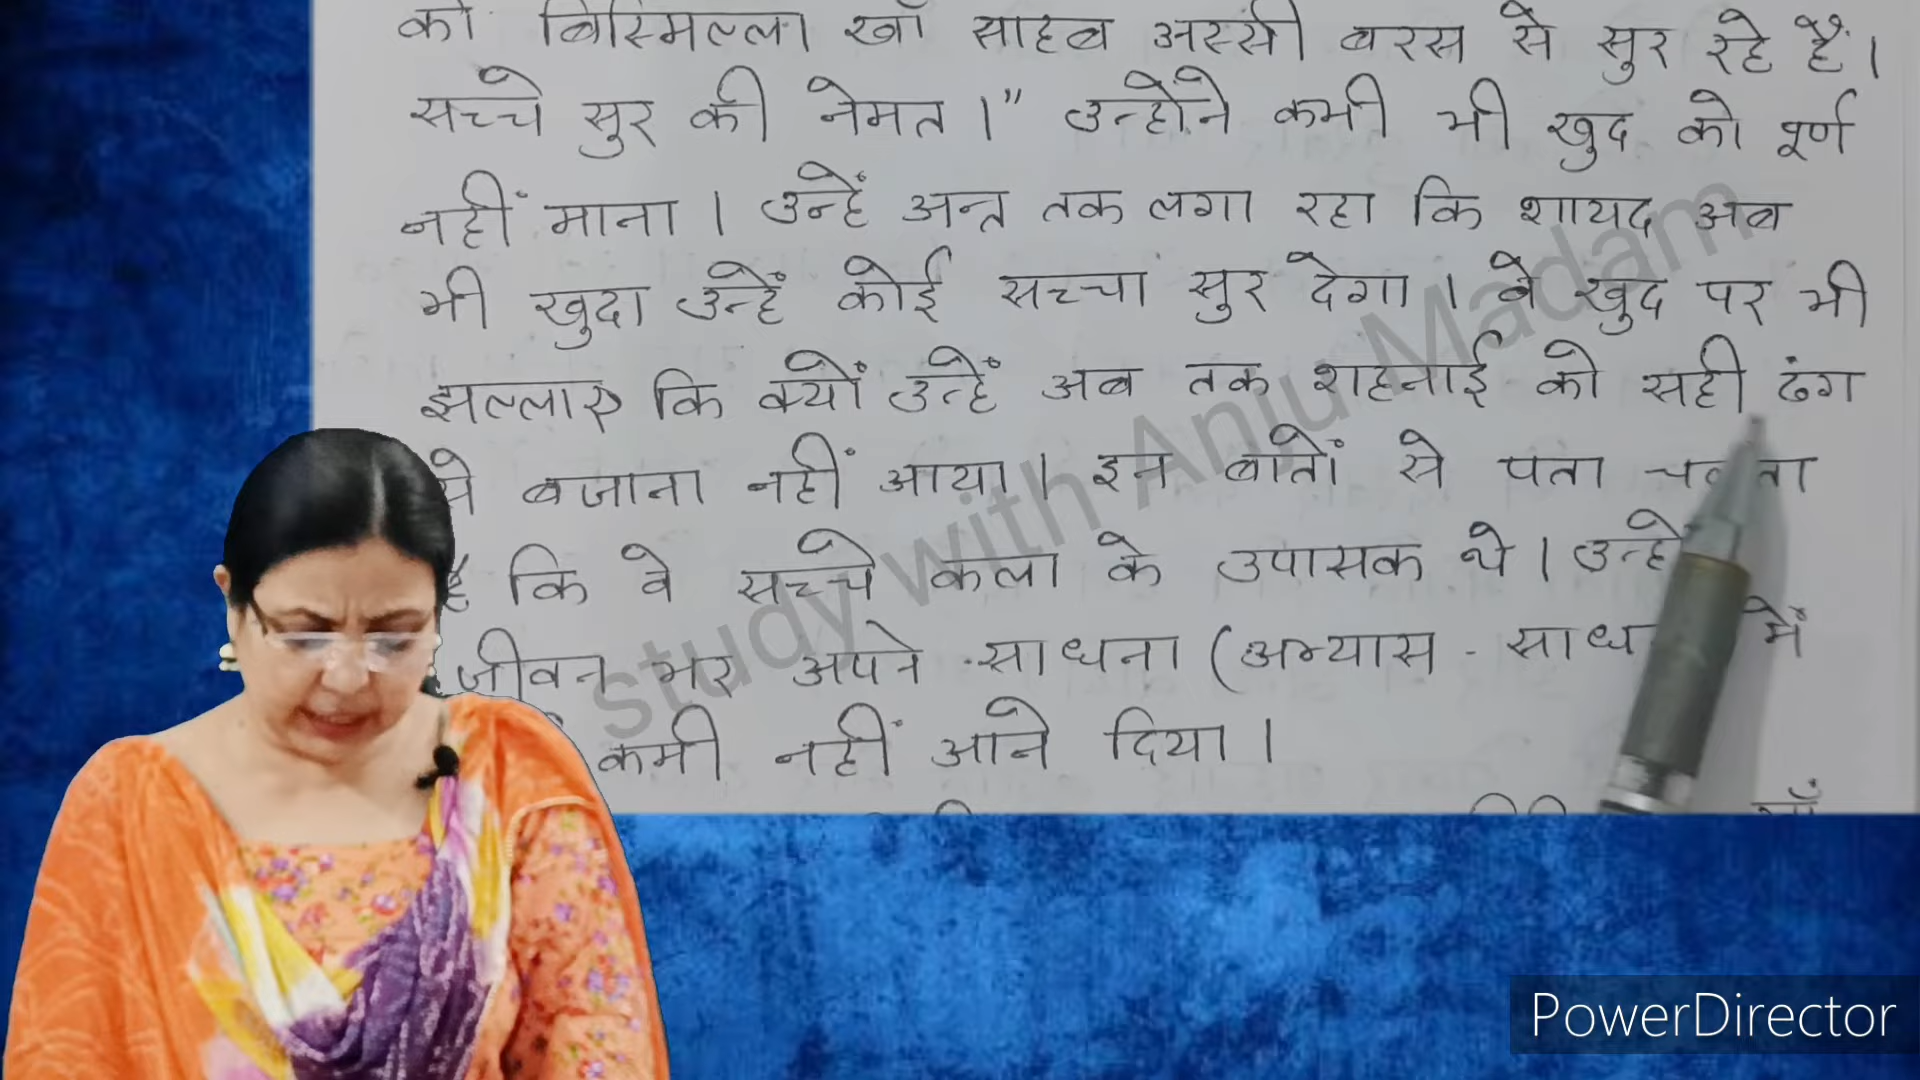 को बिस्मिल्ला खाँ साहब अस्सी बरस से सुर रहे हैं।
सच्चे सुर की नेमत।” उन्होंने कभी भी खुद को पूर्ण
नहीं माना। उन्हें अन्त तक लगा रहा कि शायद अब
भी खुदा उन्हें कोई सच्चा सुर देगा। वे खुद पर भी
झल्लाए कि क्यों उन्हें अब तक शहनाई को सही ढंग
से बजाना नहीं आया। इन बातों से पता चलता
है कि वे सच्चे कला के उपासक थे। उन्हो
जीवन भर अपने साधना (अभ्यास - साध में
कमी नहीं आने दिया।
study with Anju Madam
PowerDirector